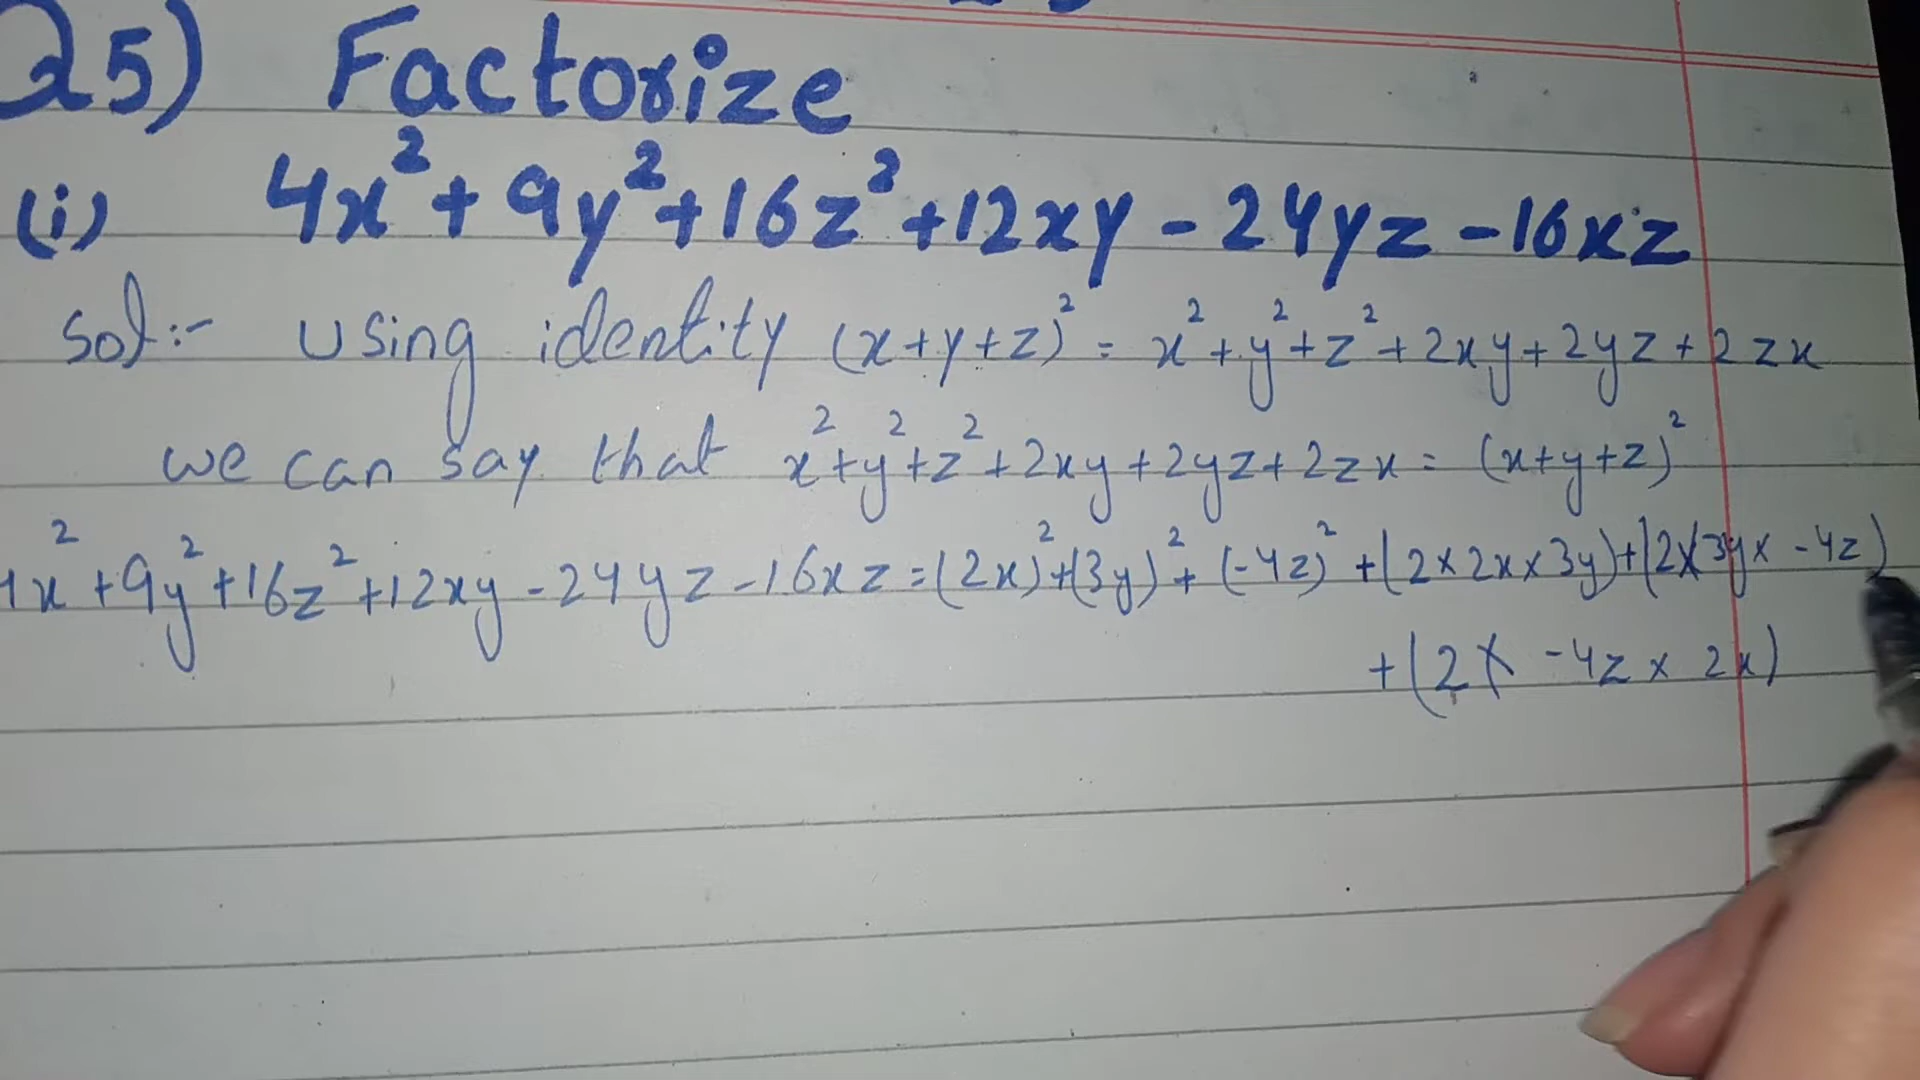 25) Factorize
(i) 4x² + 9y² + 16z² + 12xy - 24yz - 16xz
Sol:- Using identity (x+y+z)² = x² + y² + z² + 2xy + 2yz + 2zx
we can say that x² + y² + z² + 2xy + 2yz + 2zx = (x+y+z)²
4x² + 9y² + 16z² + 12xy - 24yz - 16xz = (2x)² + (3y)² + (-4z)² + (2 × 2x × 3y) + (2 × 3y × -4z)
+ (2 × -4z × 2x)